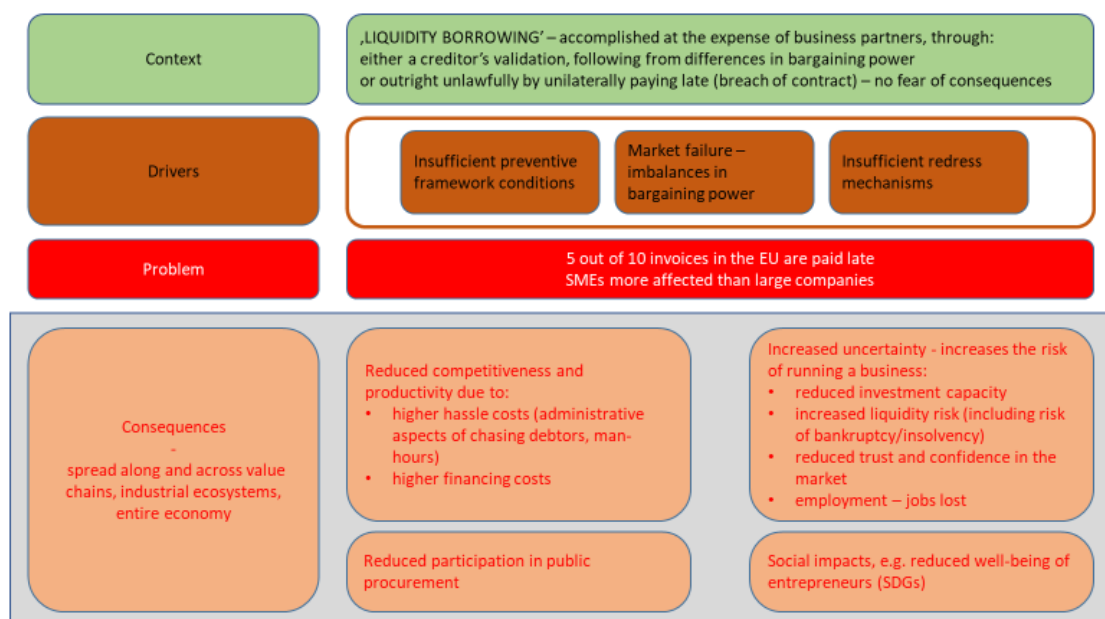 Context
‚LIQUIDITY BORROWING’ – accomplished at the expense of business partners, through:
either a creditor’s validation, following from differences in bargaining power
or outright unlawfully by unilaterally paying late (breach of contract) – no fear of consequences
Drivers
Insufficient preventive
framework conditions
Market failure –
imbalances in
bargaining power
Insufficient redress
mechanisms
Problem
5 out of 10 invoices in the EU are paid late
SMEs more affected than large companies
Consequences
-
spread along and across value
chains, industrial ecosystems,
entire economy
Reduced competitiveness and
productivity due to:
• higher hassle costs (administrative
aspects of chasing debtors, man-
hours)
• higher financing costs
Increased uncertainty - increases the risk
of running a business:
• reduced investment capacity
• increased liquidity risk (including risk
of bankruptcy/insolvency)
• reduced trust and confidence in the
market
• employment – jobs lost
Reduced participation in public
procurement
Social impacts, e.g. reduced well-being of
entrepreneurs (SDGs)